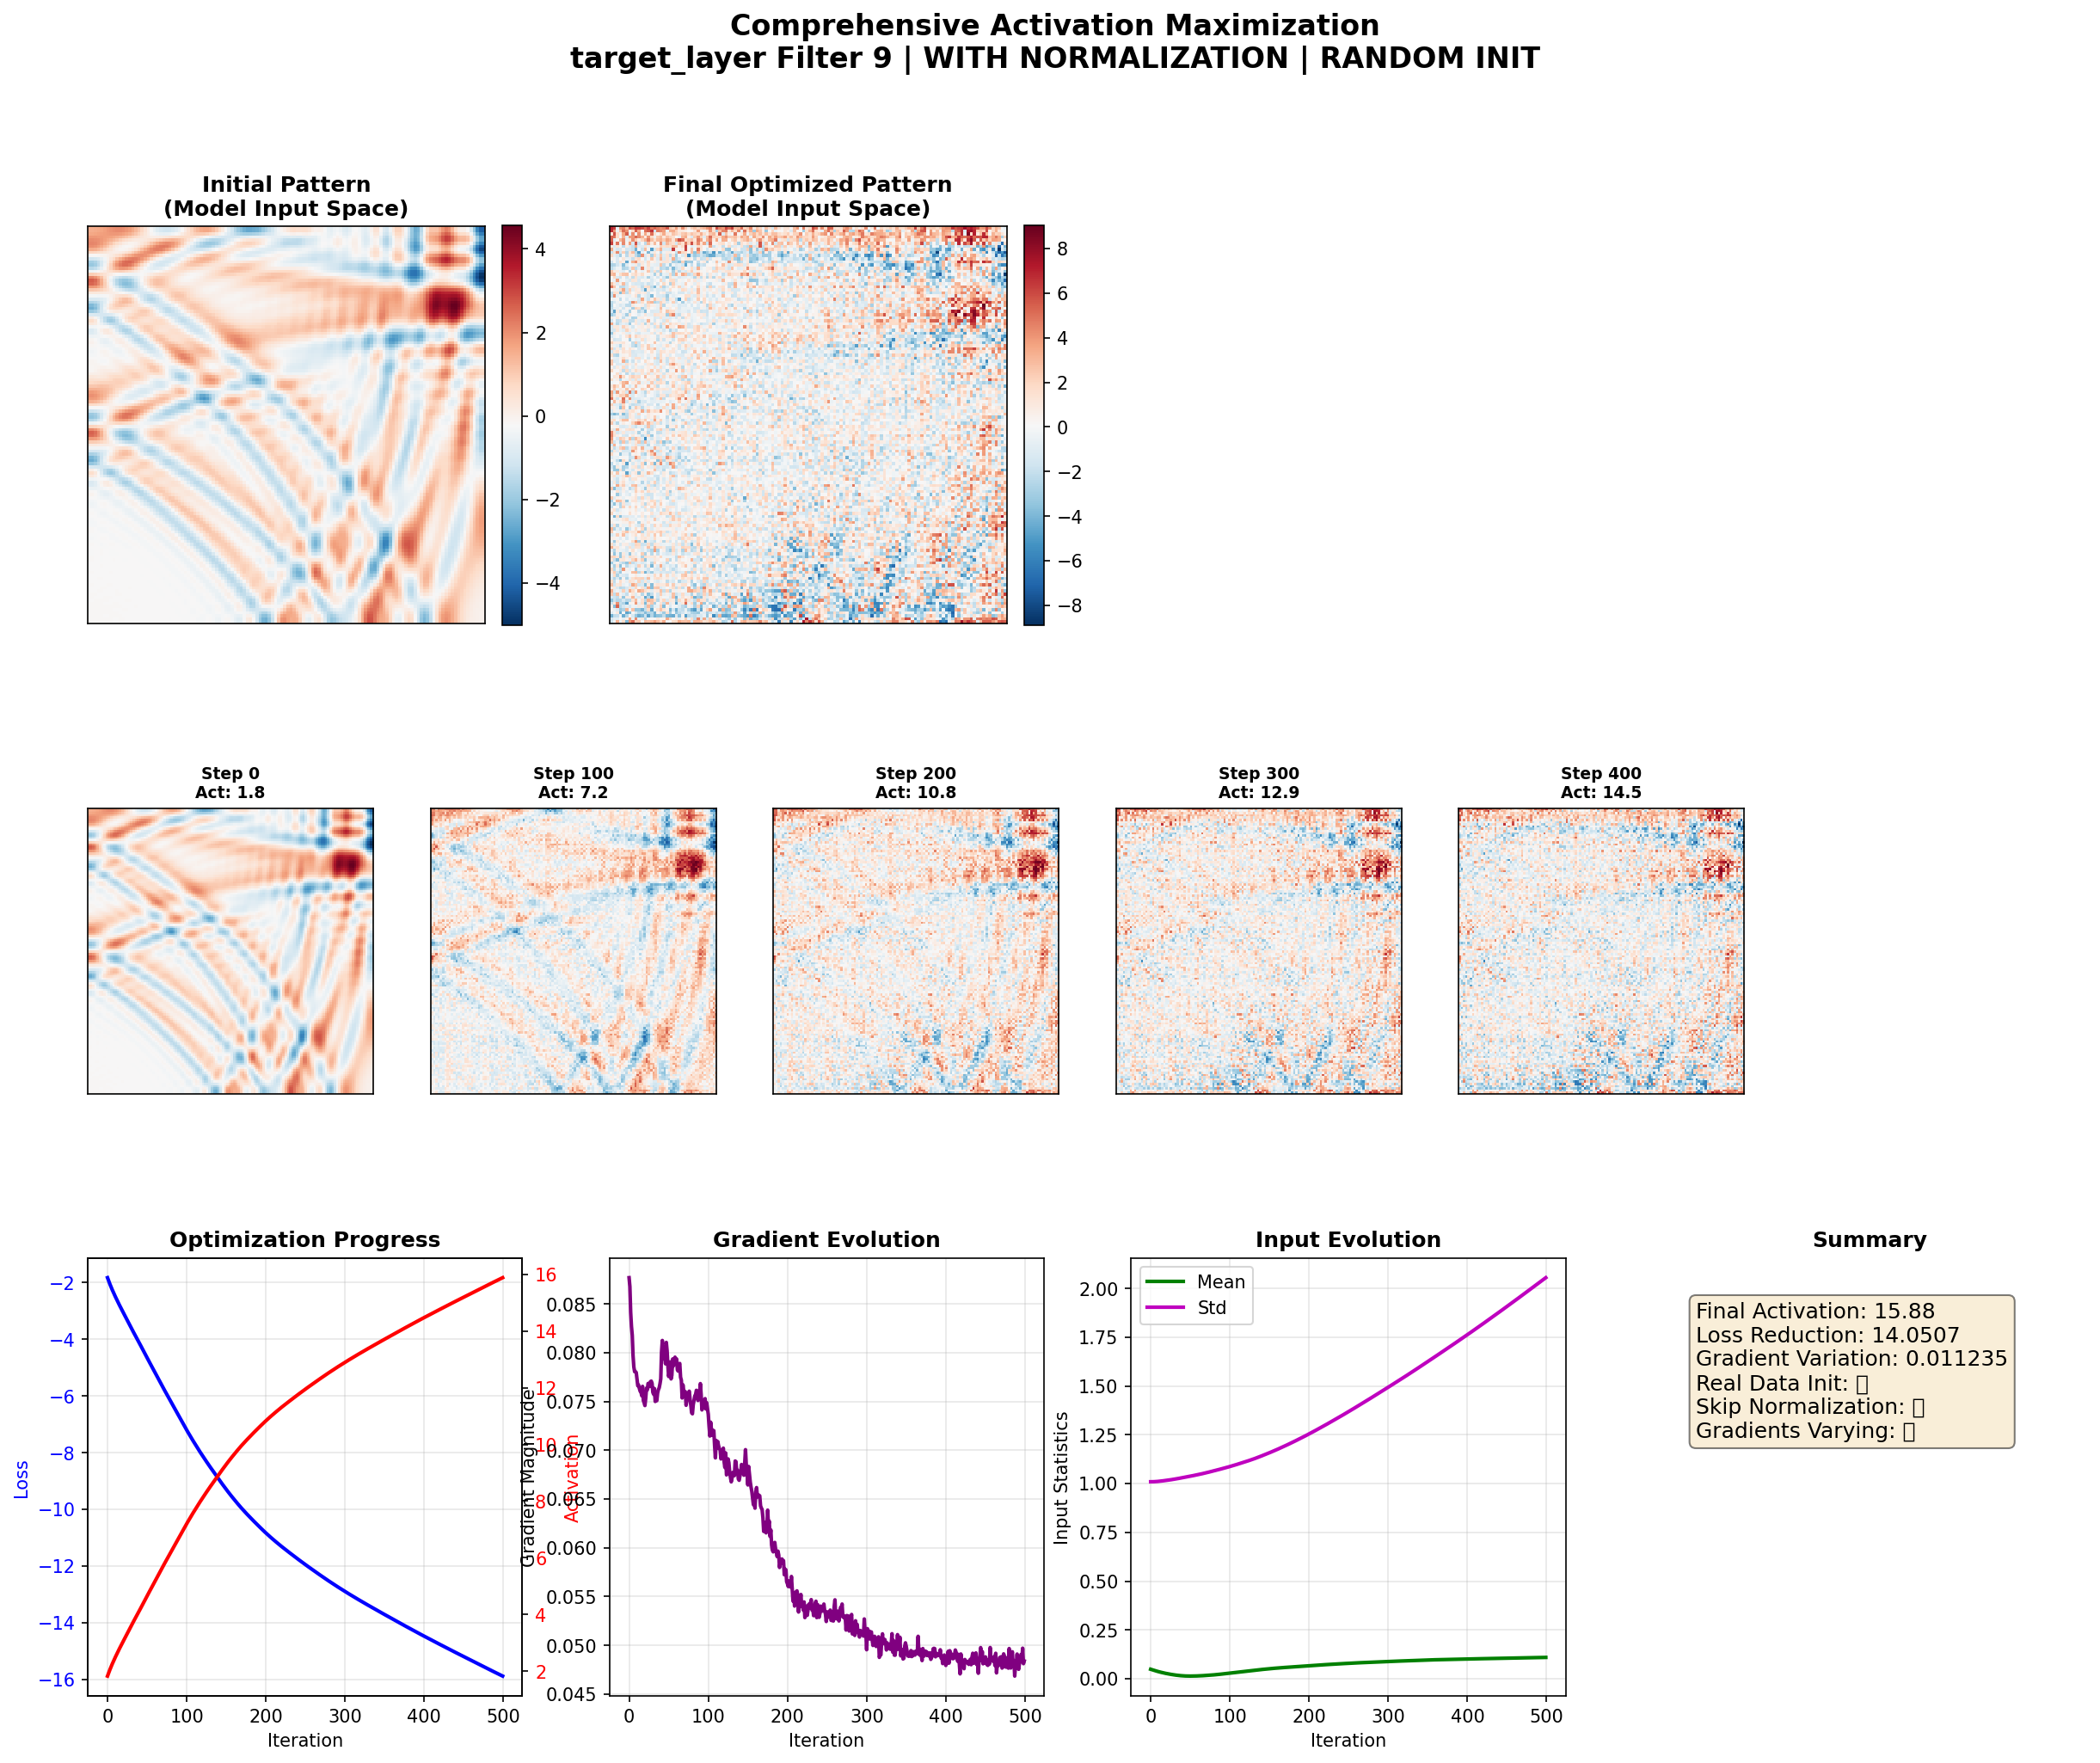 Comprehensive Activation Maximization
target_layer Filter 9 | WITH NORMALIZATION | RANDOM INIT
Initial Pattern
(Model Input Space)
4
2
0
−2
−4
Final Optimized Pattern
(Model Input Space)
8
6
4
2
0
−2
−4
−6
−8
Step 0
Act: 1.8
Step 100
Act: 7.2
Step 200
Act: 10.8
Step 300
Act: 12.9
Step 400
Act: 14.5
Optimization Progress
Loss
−2
−4
−6
−8
−10
−12
−14
−16
0 100 200 300 400 500
Iteration
16
14
12
10
8
6
4
2
Activation
Gradient Evolution
Gradient Magnitude
0.085
0.080
0.075
0.070
0.065
0.060
0.055
0.050
0.045
0 100 200 300 400 500
Iteration
Input Evolution
Mean
Std
Input Statistics
2.00
1.75
1.50
1.25
1.00
0.75
0.50
0.25
0.00
0 100 200 300 400 500
Iteration
Summary
Final Activation: 15.88
Loss Reduction: 14.0507
Gradient Variation: 0.011235
Real Data Init:
Skip Normalization:
Gradients Varying: